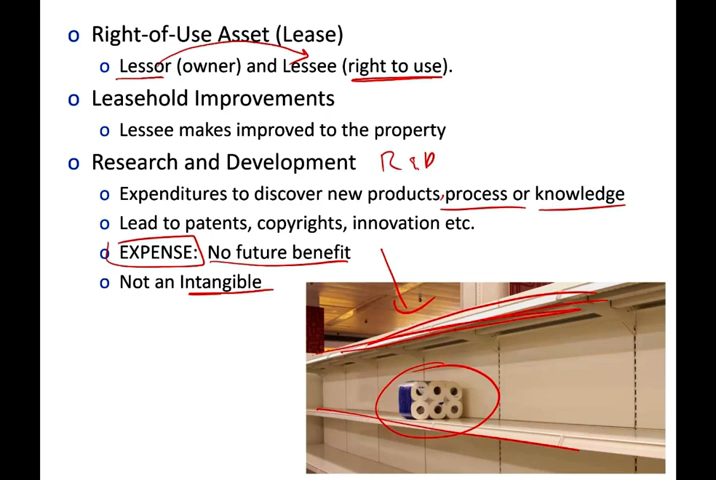 o Right-of-Use Asset (Lease)
o Lessor (owner) and Lessee (right to use).
o Leasehold Improvements
o Lessee makes improved to the property
o Research and Development R&D
o Expenditures to discover new products, process or knowledge
o Lead to patents, copyrights, innovation etc.
o EXPENSE: No future benefit
o Not an Intangible